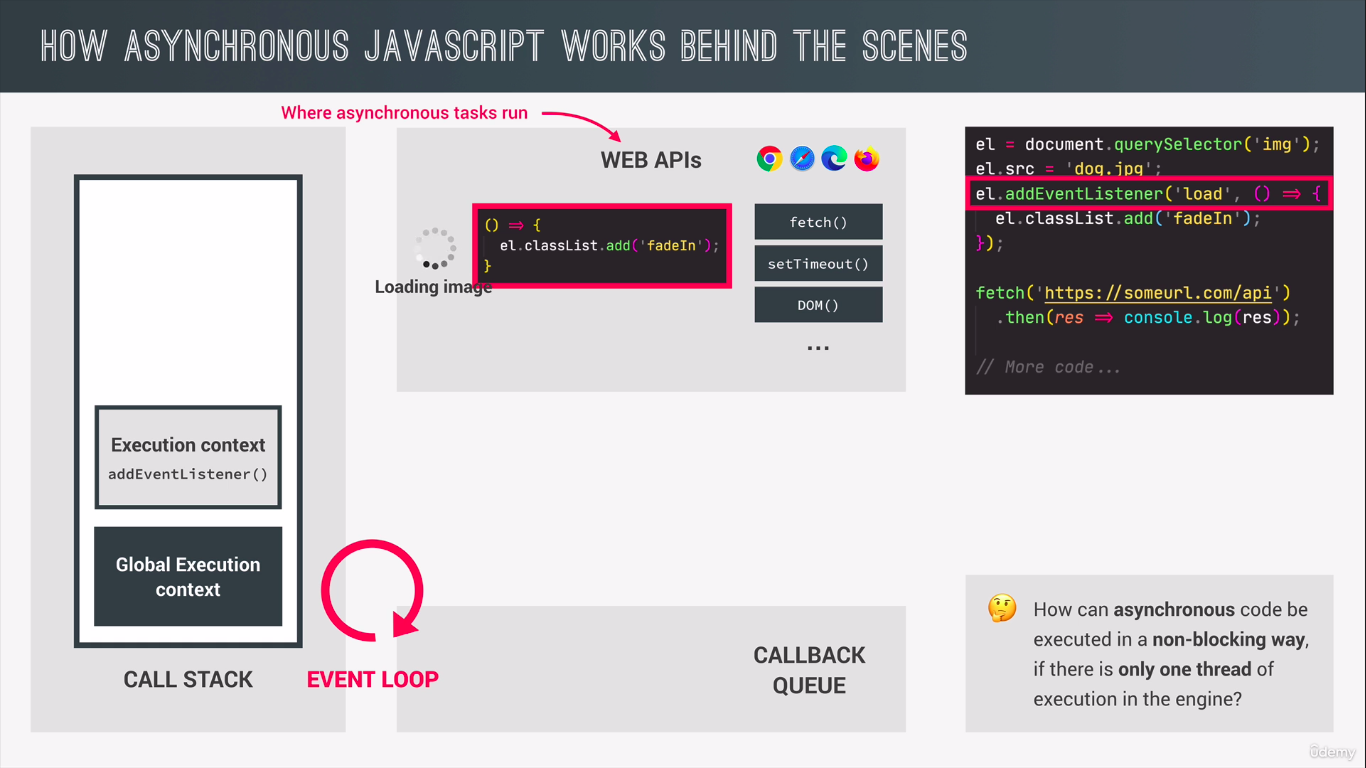 HOW ASYNCHRONOUS JAVASCRIPT WORKS BEHIND THE SCENES
Where asynchronous tasks run
WEB APIs
() => {
el.classList.add('fadeIn');
}
Loading image
fetch()
setTimeout()
DOM()
...
el = document.querySelector('img');
el.src = 'dog.jpg';
el.addEventListener('load', () => {
el.classList.add('fadeIn');
});
fetch('https://someurl.com/api')
.then(res => console.log(res));
// More code...
Execution context
addEventListener()
Global Execution
context
CALL STACK
EVENT LOOP
CALLBACK
QUEUE
How can asynchronous code be
executed in a non-blocking way,
if there is only one thread of
execution in the engine?
ûdemy